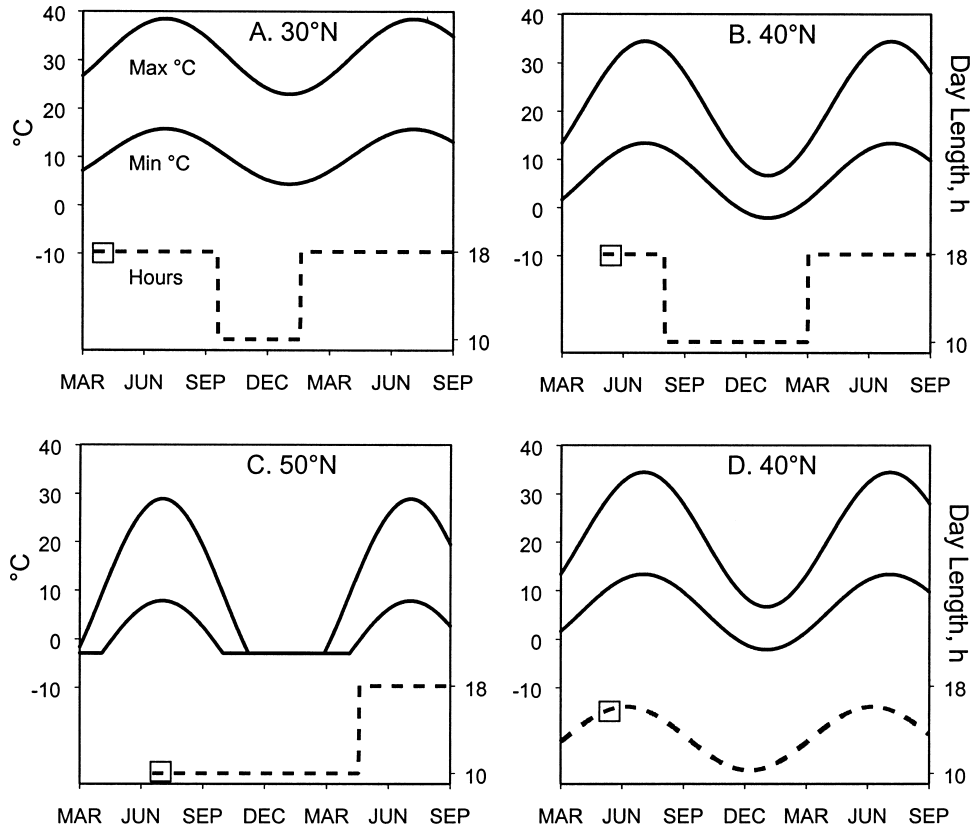 A. 30°N
B. 40°N
40
30
20
10
0
-10
°C
Max °C
Min °C
Hours
18
10
MAR JUN SEP DEC MAR JUN SEP
40
30
20
10
0
-10
18
10
Day Length, h
MAR JUN SEP DEC MAR JUN SEP
C. 50°N
D. 40°N
40
30
20
10
0
-10
°C
18
10
MAR JUN SEP DEC MAR JUN SEP
40
30
20
10
0
-10
18
10
Day Length, h
MAR JUN SEP DEC MAR JUN SEP